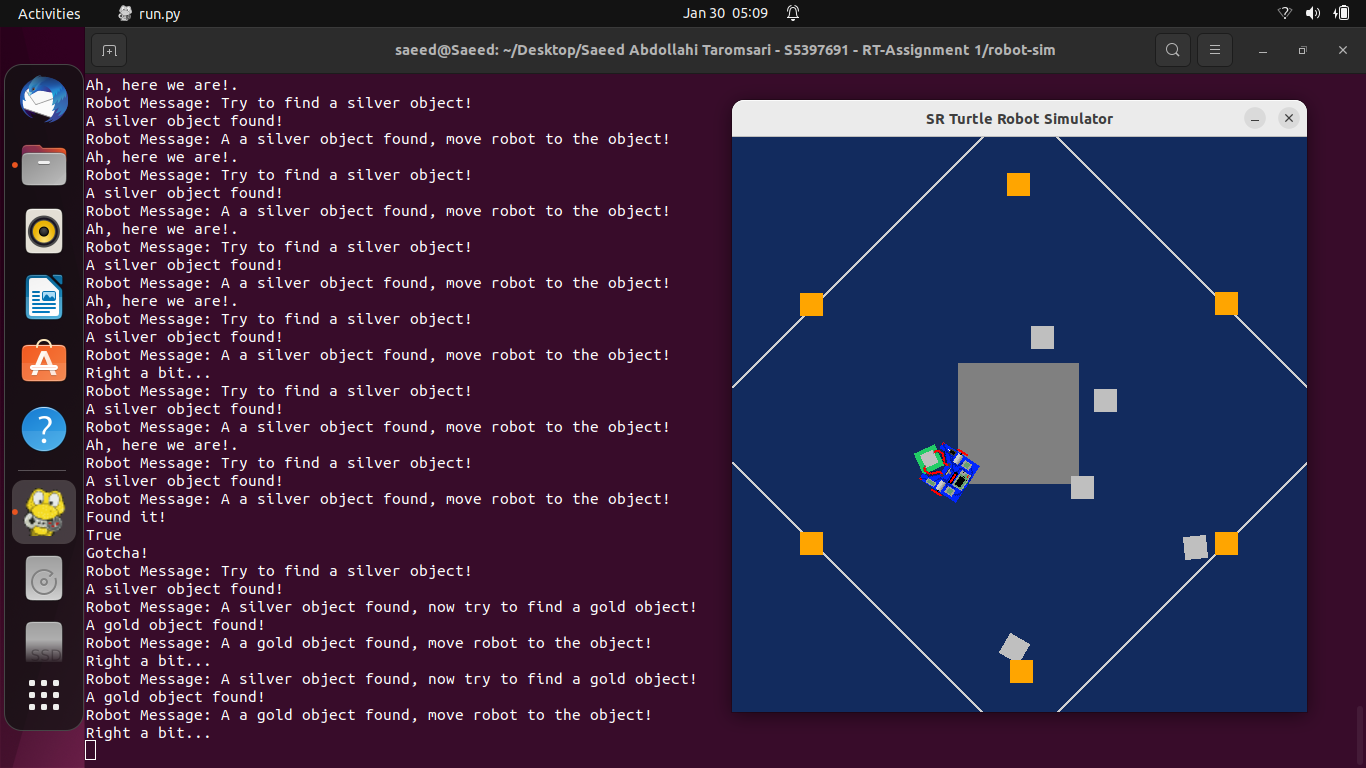 Activities
run.py
Jan 30 05:09
saeed@Saeed: ~/Desktop/Saeed Abdollahi Taromsari - S5397691 - RT-Assignment 1/robot-sim
Ah, here we are!.
Robot Message: Try to find a silver object!
A silver object found!
Robot Message: A a silver object found, move robot to the object!
Ah, here we are!.
Robot Message: Try to find a silver object!
A silver object found!
Robot Message: A a silver object found, move robot to the object!
Ah, here we are!.
Robot Message: Try to find a silver object!
A silver object found!
Robot Message: A a silver object found, move robot to the object!
Ah, here we are!.
Robot Message: Try to find a silver object!
A silver object found!
Robot Message: A a silver object found, move robot to the object!
Right a bit...
Robot Message: Try to find a silver object!
A silver object found!
Robot Message: A a silver object found, move robot to the object!
Ah, here we are!.
Robot Message: Try to find a silver object!
A silver object found!
Robot Message: A a silver object found, move robot to the object!
Found it!
True
Gotcha!
Robot Message: Try to find a silver object!
A silver object found!
Robot Message: A silver object found, now try to find a gold object!
A gold object found!
Robot Message: A a gold object found, move robot to the object!
Right a bit...
Robot Message: A silver object found, now try to find a gold object!
A gold object found!
Robot Message: A a gold object found, move robot to the object!
Right a bit...
SR Turtle Robot Simulator
SSD